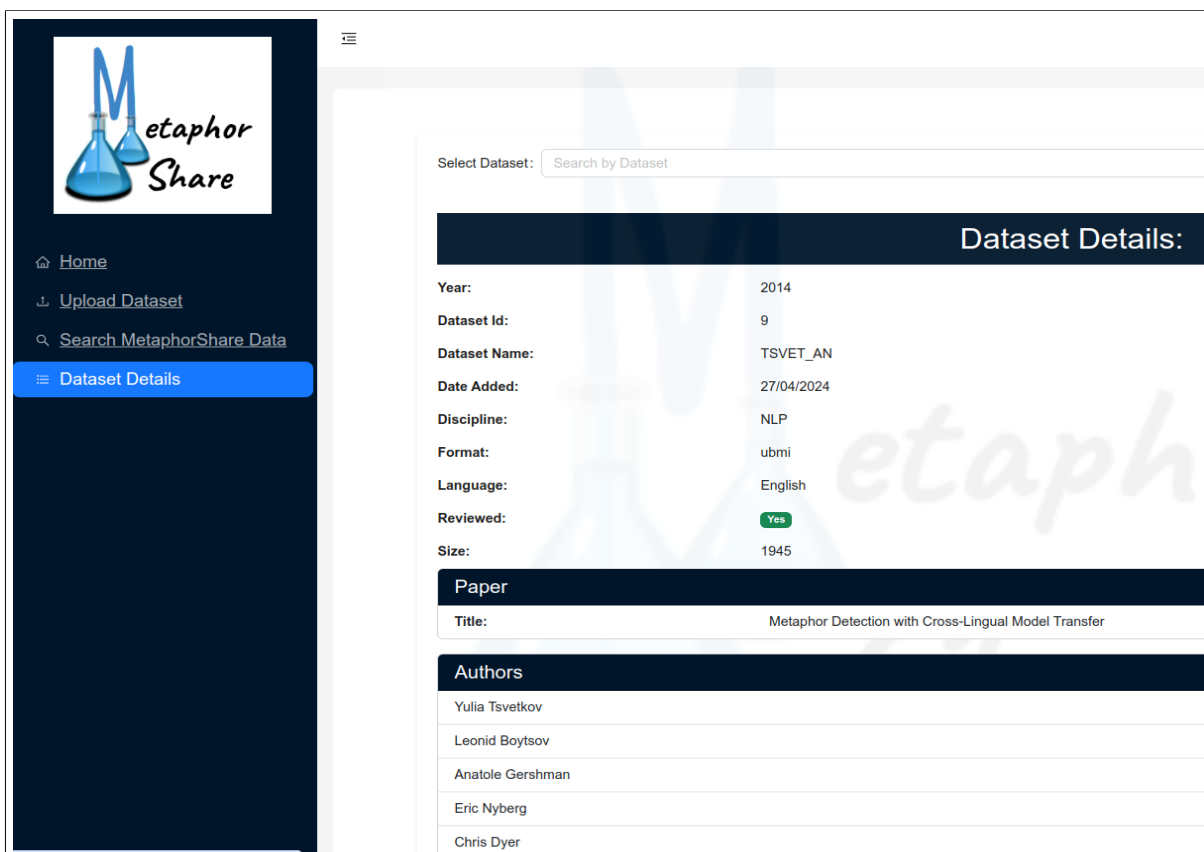 Metaphor
Share
Home
Upload Dataset
Search MetaphorShare Data
Dataset Details
Select Dataset: Search by Dataset
Dataset Details:
Year: 2014
Dataset Id: 9
Dataset Name: TSVET_AN
Date Added: 27/04/2024
Discipline: NLP
Format: ubmi
Language: English
Reviewed: Yes
Size: 1945
etaph
Paper
Title: Metaphor Detection with Cross-Lingual Model Transfer
Authors
Yulia Tsvetkov
Leonid Boytsov
Anatole Gershman
Eric Nyberg
Chris Dyer